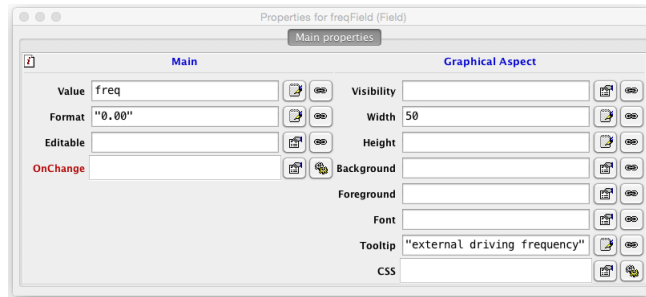 Properties for freqField (Field)
Main properties
Main
Graphical Aspect
Value freq
Format "0.00"
Editable
OnChange
Visibility
Width 50
Height
Background
Foreground
Font
Tooltip "external driving frequency"
CSS